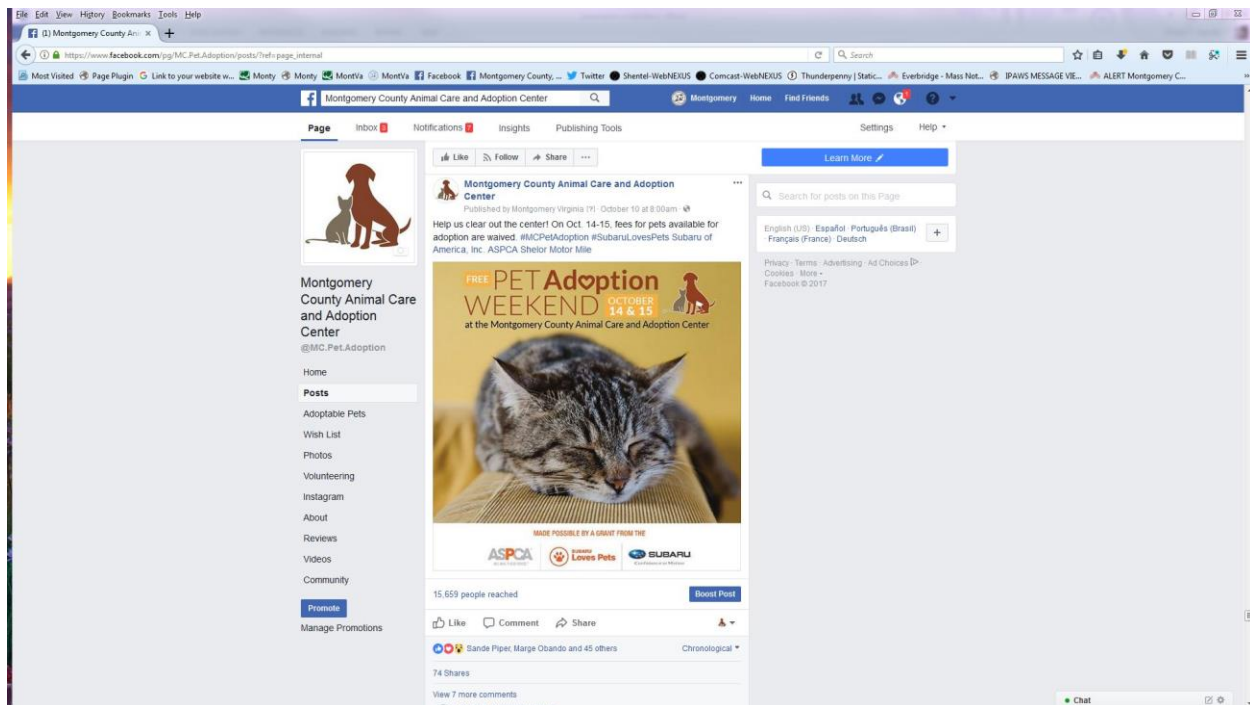 File Edit View History Bookmarks Tools Help
(1) Montgomery County Ani
https://www.facebook.com/pg/MC.Pet.Adoption/posts/?ref=page_internal
Search
Most Visited Page Plugin Link to your website w... Monty Monty MontVa MontVa Facebook Montgomery County, ... Twitter Shentel-WebNEXUS Comcast-WebNEXUS Thunderpenny | Static... Everbridge - Mass Not... IPAWS MESSAGE VIE... ALERT Montgomery C...
Montgomery County Animal Care and Adoption Center
Montgomery Home Find Friends
Page Inbox Notifications Insights Publishing Tools Settings Help
Like Follow Share ...
Learn More
Montgomery County Animal Care and Adoption
Center
Published by Montgomery Virginia [?] · October 10 at 8:00am ·
Help us clear out the center! On Oct. 14-15, fees for pets available for
adoption are waived. #MCPetAdoption #SubaruLovesPets Subaru of
America, Inc. ASPCA Shelor Motor Mile
FREE PET Adoption
WEEKEND OCTOBER
14 & 15
at the Montgomery County Animal Care and Adoption Center
MADE POSSIBLE BY A GRANT FROM THE
ASPCA
SUBARU
Loves Pets
SUBARU
15,659 people reached
Boost Post
Like Comment Share
Sande Piper, Marge Obando and 45 others
Chronological
74 Shares
View 7 more comments
Montgomery
County Animal Care
and Adoption
Center
@MC.Pet.Adoption
Home
Posts
Adoptable Pets
Wish List
Photos
Volunteering
Instagram
About
Reviews
Videos
Community
Promote
Manage Promotions
Search for posts on this Page
English (US) · Español · Português (Brasil)
· Français (France) · Deutsch
Privacy · Terms · Advertising · Ad Choices
Cookies · More
Facebook © 2017
Chat